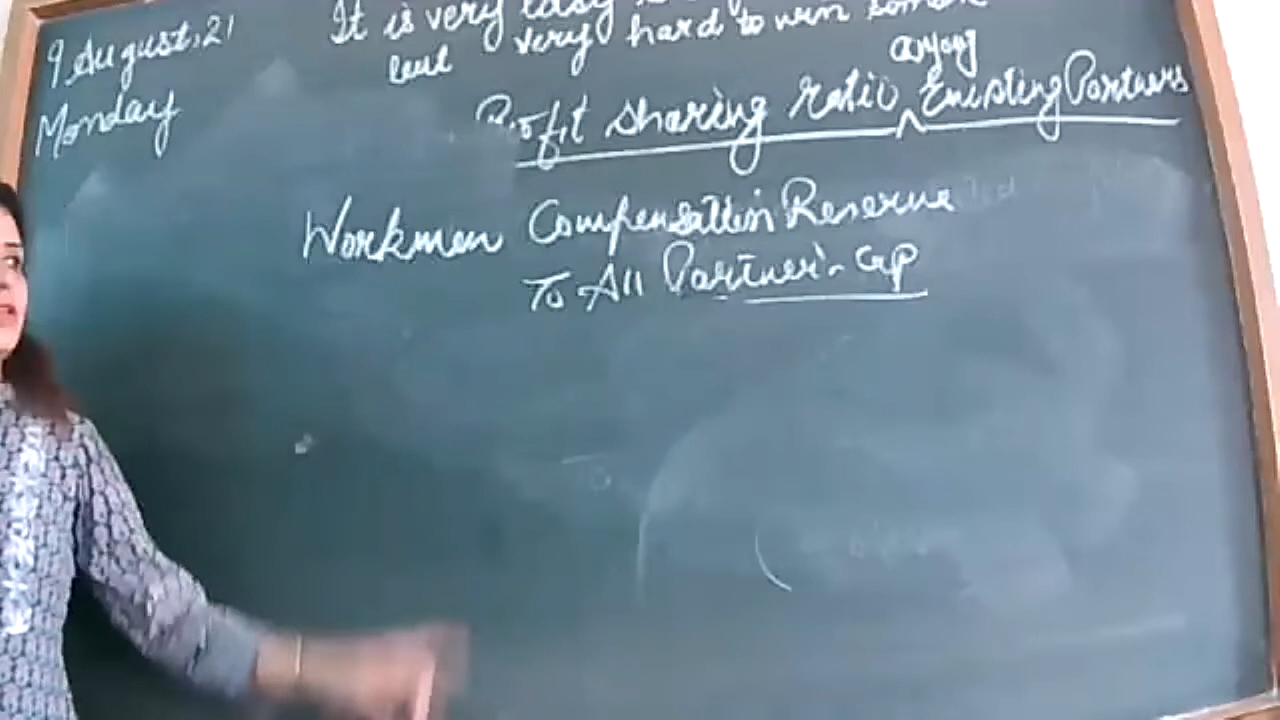 9 August, 21
Monday
It is very easy
but very hard to win
among
Profit sharing ratio ^ Existing Partners
Workmen Compensation Reserve
To All Partner's cap